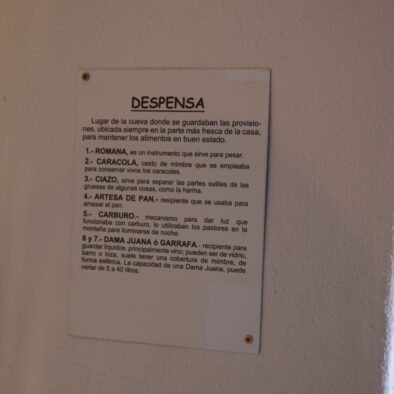 DESPENSA
Lugar de la cueva donde se guardaban las provisio-
nes, ubicada siempre en la parte más fresca de la casa,
para mantener los alimentos en buen estado.
1.- ROMANA, es un instrumento que sirve para pesar.
2.- CARACOLA, cesto de mimbre que se empleaba
para conservar vivos los caracoles.
3.- CIAZO, sirve para separar las partes sutiles de las
gruesas de algunas cosas, como la harina.
4.- ARTESA DE PAN.- resipiente que se usaba para
amasar el pan.
5.- CARBURO.- mecanismo para dar luz que
funcionaba con carburo, lo utilizaban los pastores en la
montaña para iluminarse de noche.
6 y 7.- DAMA JUANA ó GARRAFA.- recipiente para
guardar líquidos, principalmente vino; pueden ser de vidrio,
barro o loza, suele tener una cobertura de mimbre, de
forma esférica. La capacidad de una Dama Juana, puede
variar de 5 a 40 litros.